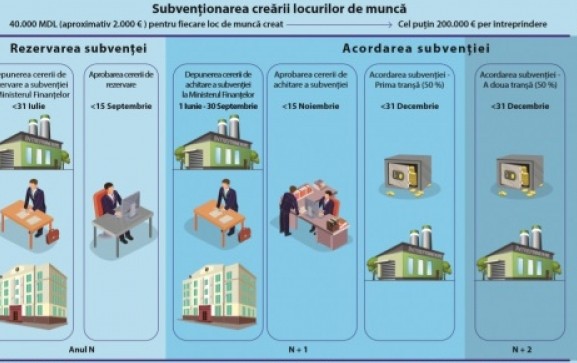 Subvenționarea creării locurilor de muncă
40.000 MDL (aproximativ 2.000 € ) pentru fiecare loc de muncă creat
Cel puțin 200.000 € per întreprindere
Rezervarea subvenției
Acordarea subvenției
punerea cererii de
ervare a subvenției
Ministerul Finanțelor
<31 Iulie
Aprobarea cererii de
rezervare
<15 Septembrie
Depunerea cererii de
achitare a subvenției
la Ministerul Finanțelor
1 Iunie - 30 Septembrie
Aprobarea cererii de
achitare a subvenției
<15 Noiembrie
Acordarea subvenției -
Prima tranșă (50 %)
<31 Decembrie
Acordarea subvenției -
A doua tranșă (50 %)
<31 Decembrie
Anul N
N + 1
N + 2